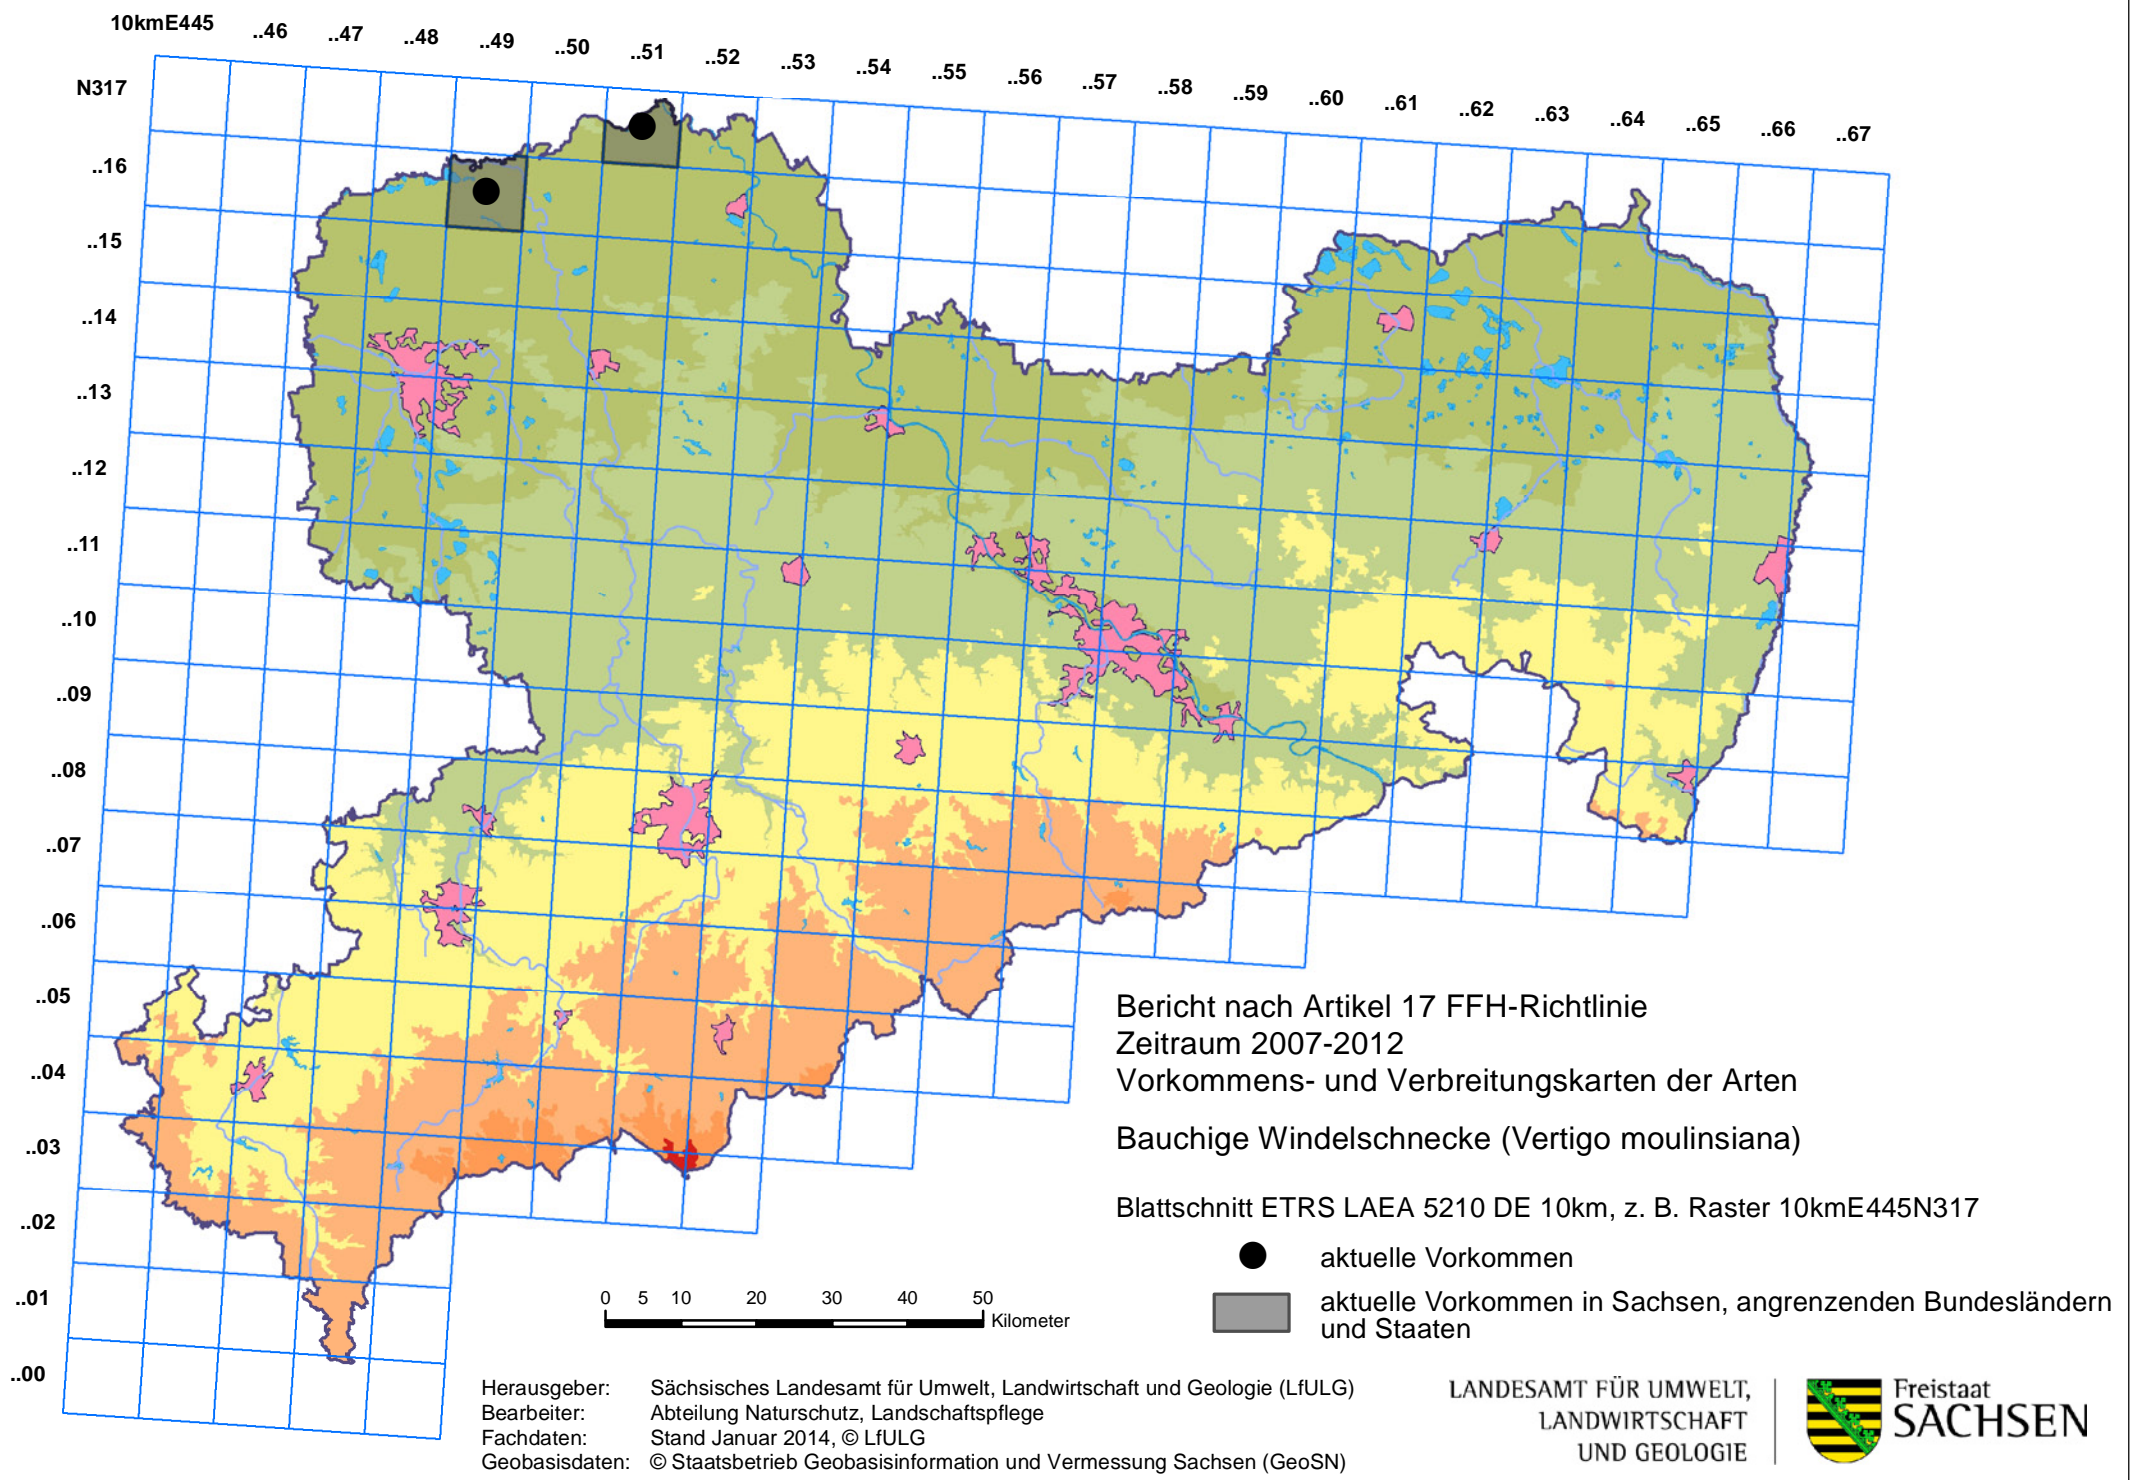 10kmE445 ..46 ..47 ..48 ..49 ..50 ..51 ..52 ..53 ..54 ..55 ..56 ..57 ..58 ..59 ..60 ..61 ..62 ..63 ..64 ..65 ..66 ..67
N317
..16
..15
..14
..13
..12
..11
..10
..09
..08
..07
..06
..05
..04
..03
..02
..01
..00
Bericht nach Artikel 17 FFH-Richtlinie
Zeitraum 2007-2012
Vorkommens- und Verbreitungskarten der Arten
Bauchige Windelschnecke (Vertigo moulinsiana)
Blattschnitt ETRS LAEA 5210 DE 10km, z. B. Raster 10kmE445N317
aktuelle Vorkommen
aktuelle Vorkommen in Sachsen, angrenzenden Bundesländern
und Staaten
0 5 10 20 30 40 50
Kilometer
Herausgeber: Sächsisches Landesamt für Umwelt, Landwirtschaft und Geologie (LfULG)
Bearbeiter: Abteilung Naturschutz, Landschaftspflege
Fachdaten: Stand Januar 2014, © LfULG
Geobasisdaten: © Staatsbetrieb Geobasisinformation und Vermessung Sachsen (GeoSN)
LANDESAMT FÜR UMWELT,
LANDWIRTSCHAFT
UND GEOLOGIE
Freistaat
SACHSEN